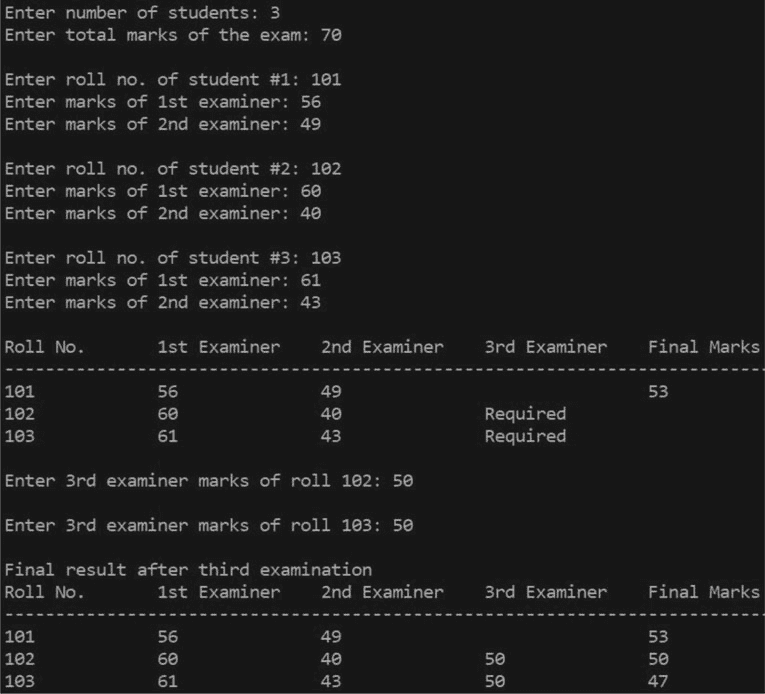 Enter number of students: 3
Enter total marks of the exam: 70
Enter roll no. of student #1: 101
Enter marks of 1st examiner: 56
Enter marks of 2nd examiner: 49
Enter roll no. of student #2: 102
Enter marks of 1st examiner: 60
Enter marks of 2nd examiner: 40
Enter roll no. of student #3: 103
Enter marks of 1st examiner: 61
Enter marks of 2nd examiner: 43
Roll No. 1st Examiner 2nd Examiner 3rd Examiner Final Marks
---------------------------------------------------------------------------
101 56 49 53
102 60 40 Required
103 61 43 Required
Enter 3rd examiner marks of roll 102: 50
Enter 3rd examiner marks of roll 103: 50
Final result after third examination
Roll No. 1st Examiner 2nd Examiner 3rd Examiner Final Marks
---------------------------------------------------------------------------
101 56 49 53
102 60 40 50 50
103 61 43 50 47